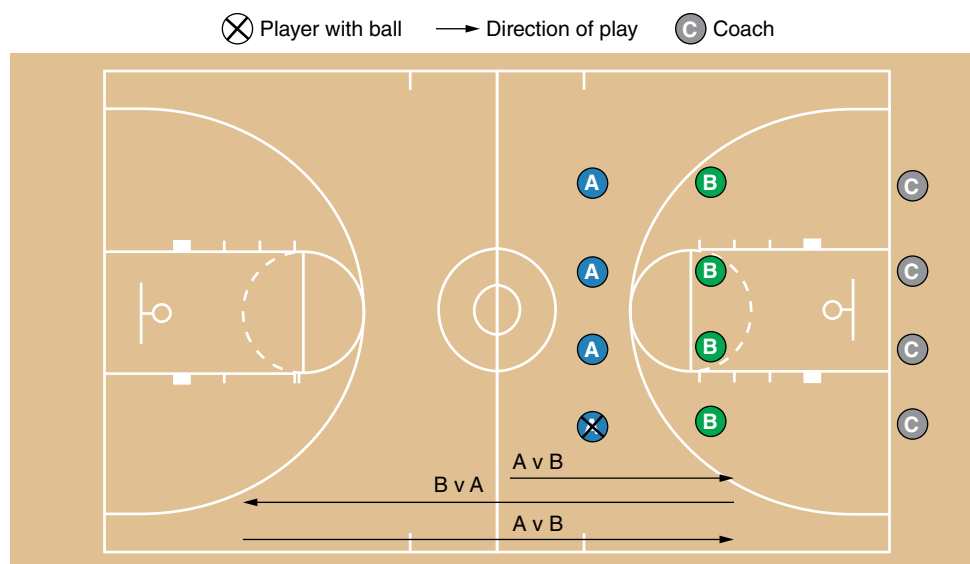 Player with ball Direction of play C Coach
A B C
A B C
A B C
A B C
A v B
B v A
A v B